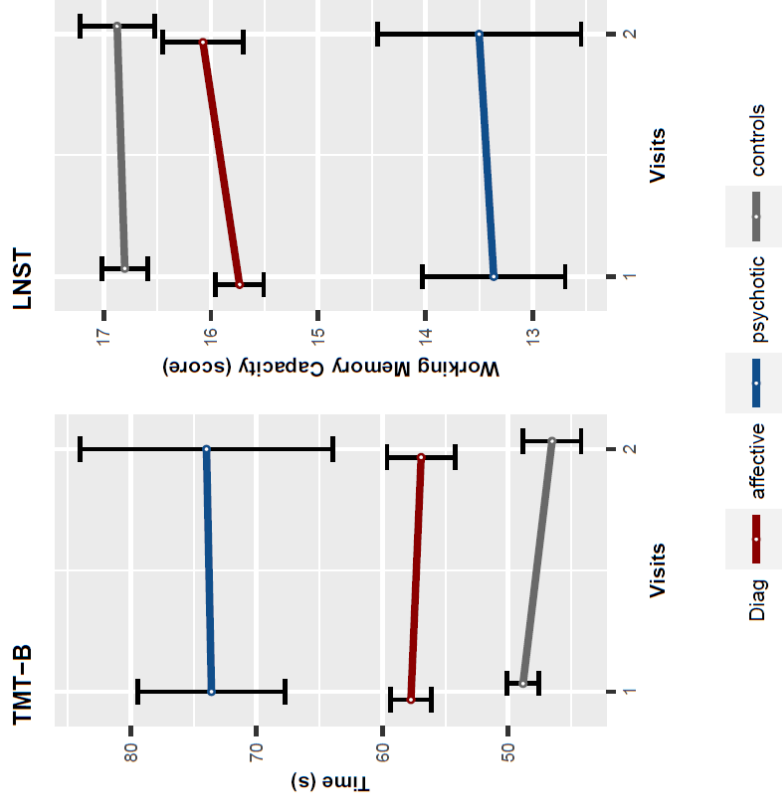 TMT−B
Time (s)
80
70
60
50
1
2
Visits
LNST
Working Memory Capacity (score)
17
16
15
14
13
1
2
Visits
Diag affective psychotic controls